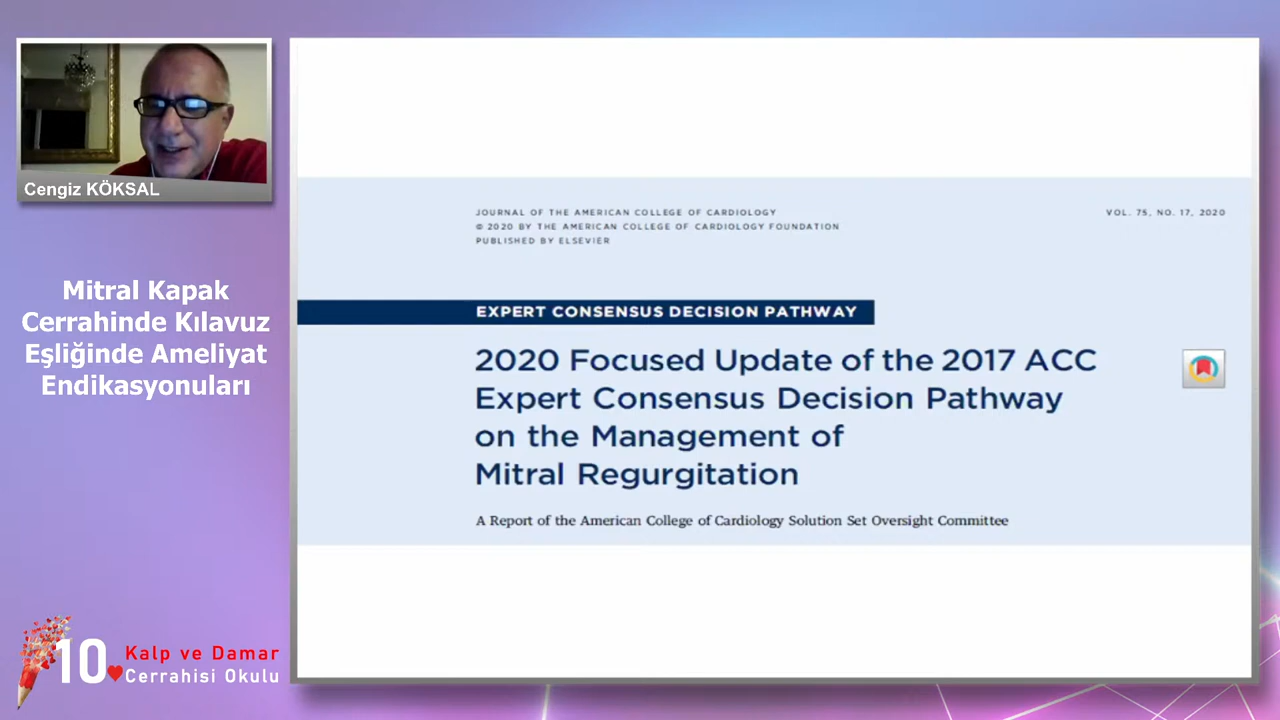 Cengiz KÖKSAL
Mitral Kapak
Cerrahinde Kılavuz
Eşliğinde Ameliyat
Endikasyonuları
10
Kalp ve Damar
Cerrahisi Okulu
JOURNAL OF THE AMERICAN COLLEGE OF CARDIOLOGY
© 2020 BY THE AMERICAN COLLEGE OF CARDIOLOGY FOUNDATION
PUBLISHED BY ELSEVIER
VOL. 75, NO. 17, 2020
EXPERT CONSENSUS DECISION PATHWAY
2020 Focused Update of the 2017 ACC
Expert Consensus Decision Pathway
on the Management of
Mitral Regurgitation
A Report of the American College of Cardiology Solution Set Oversight Committee